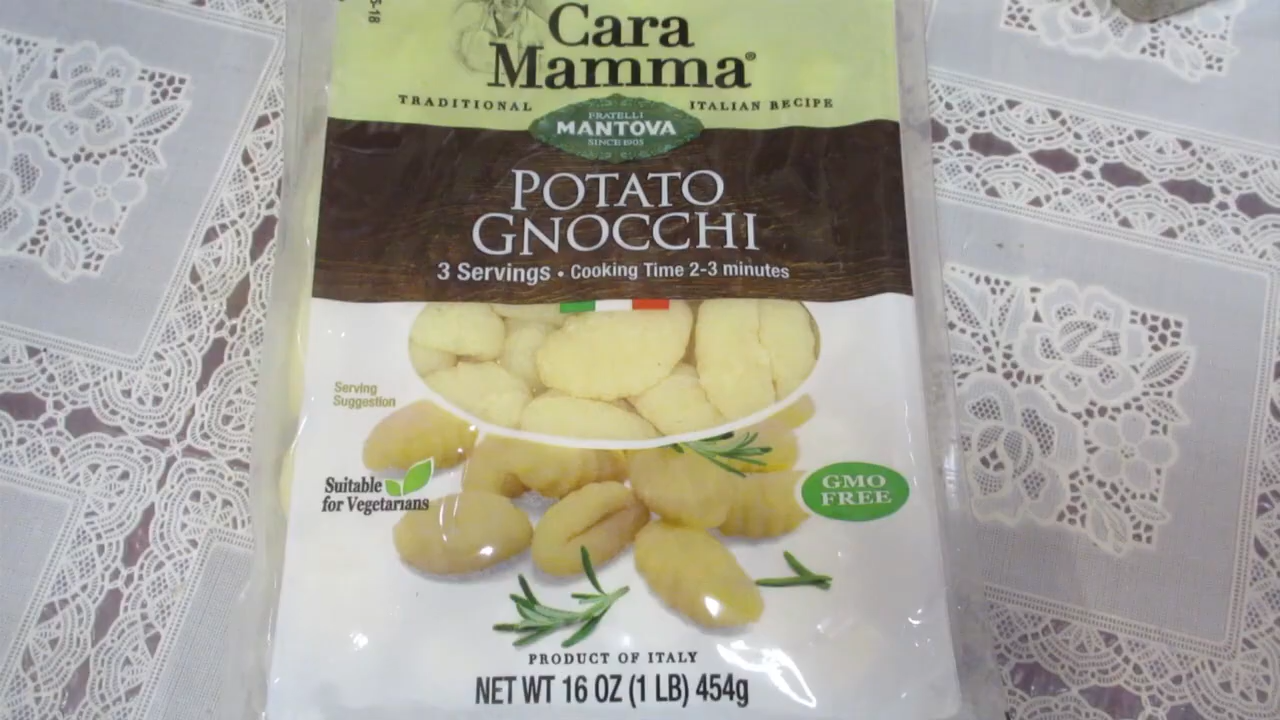 Cara
Mamma®
TRADITIONAL ITALIAN RECIPE
FRATELLI
MANTOVA
SINCE 1905
POTATO
GNOCCHI
3 Servings • Cooking Time 2-3 minutes
Serving
Suggestion
Suitable
for Vegetarians
GMO
FREE
PRODUCT OF ITALY
NET WT 16 OZ (1 LB) 454g